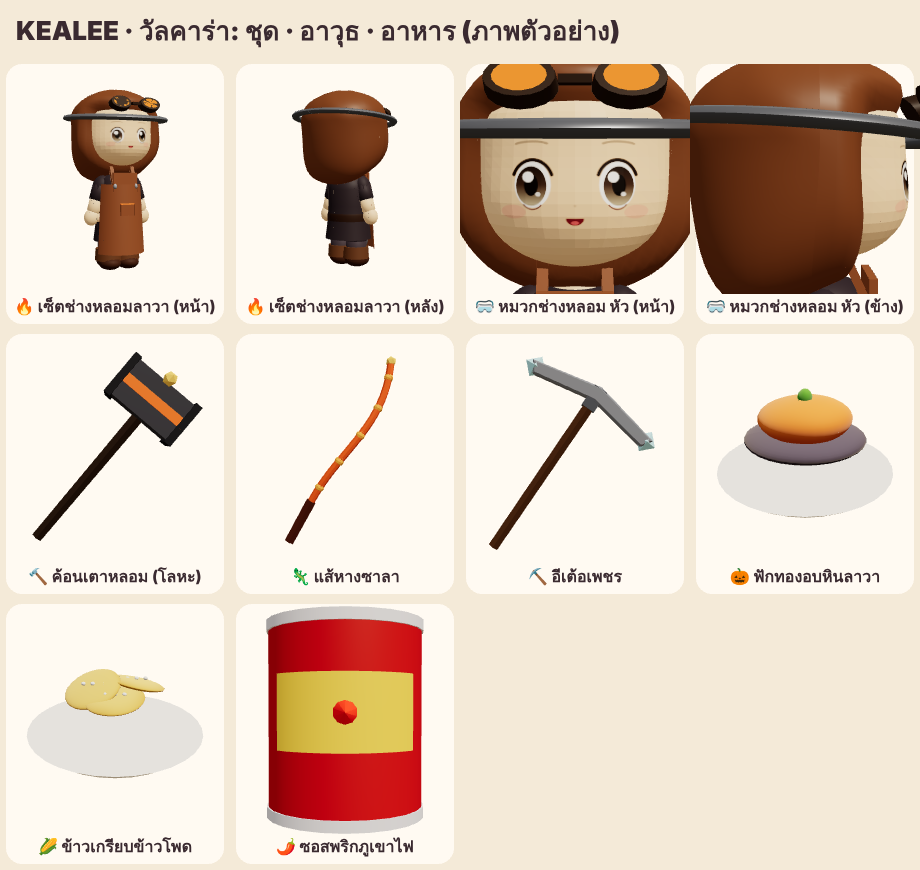 KEALEE · วัลคาร่า: ชุด · อาวุธ · อาหาร (ภาพตัวอย่าง)
🔥 เซ็ตช่างหลอมลาวา (หน้า)
🔥 เซ็ตช่างหลอมลาวา (หลัง)
🥽 หมวกช่างหลอม หัว (หน้า)
🥽 หมวกช่างหลอม หัว (ข้าง)
🔨 ค้อนเตาหลอม (โลหะ)
🦎 แส้หางซาลา
⛏️ อีเต้อเพชร
🎃 ฟักทองอบหินลาวา
🌽 ข้าวเกรียบข้าวโพด
🌶️ ซอสพริกภูเขาไฟ